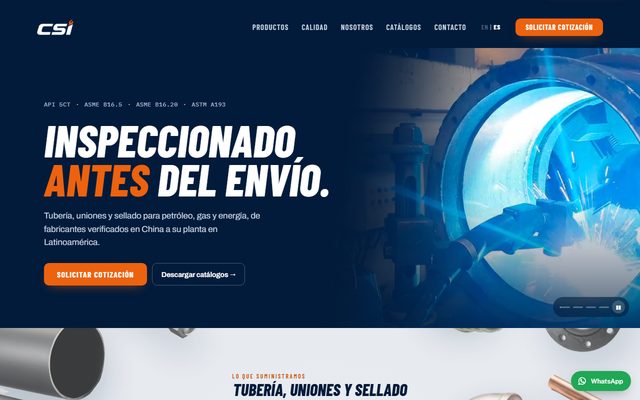 CSI
PRODUCTOS CALIDAD NOSOTROS CATÁLOGOS CONTACTO EN | ES SOLICITAR COTIZACIÓN
API 5CT · ASME B16.5 · ASME B16.20 · ASTM A193
INSPECCIONADO
ANTES DEL ENVÍO.
Tubería, uniones y sellado para petróleo, gas y energía, de
fabricantes verificados en China a su planta en
Latinoamérica.
SOLICITAR COTIZACIÓN Descargar catálogos →
LO QUE SUMINISTRAMOS
TUBERÍA, UNIONES Y SELLADO
WhatsApp